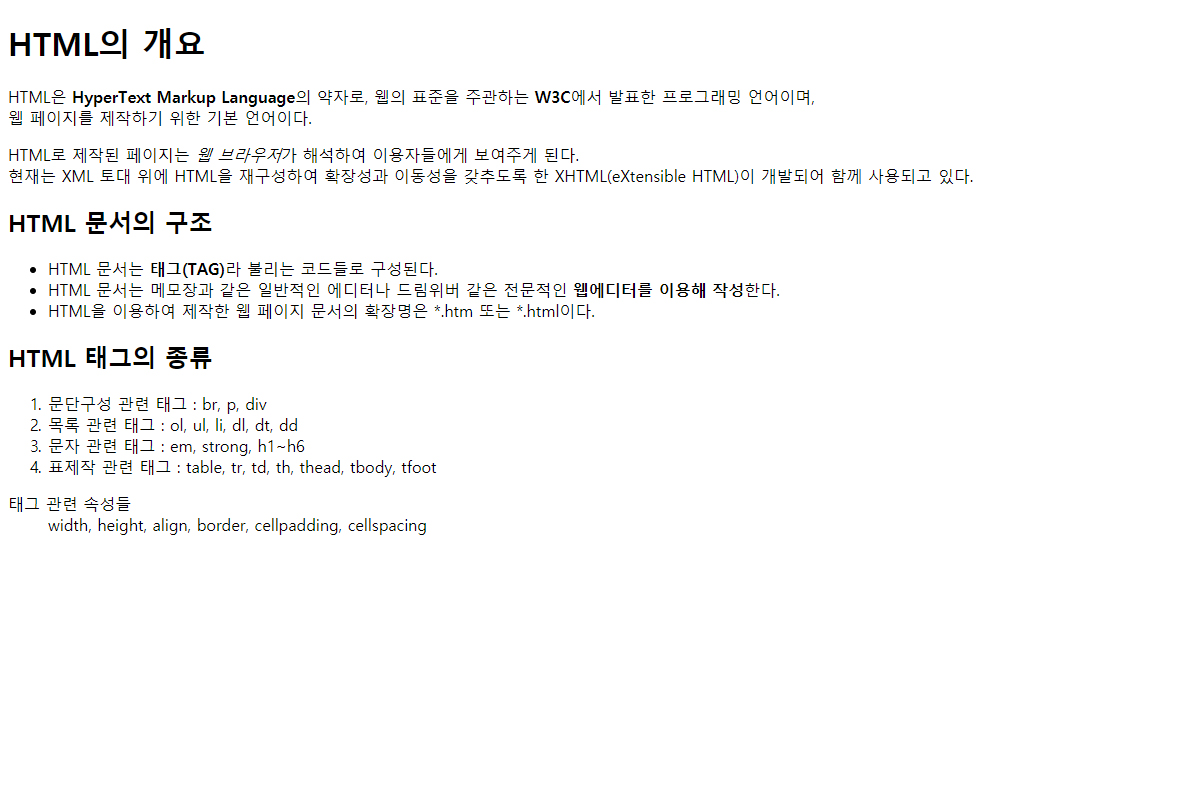 HTML의 개요
HTML은 HyperText Markup Language의 약자로, 웹의 표준을 주관하는 W3C에서 발표한 프로그래밍 언어이며,
웹 페이지를 제작하기 위한 기본 언어이다.
HTML로 제작된 페이지는 웹 브라우저가 해석하여 이용자들에게 보여주게 된다.
현재는 XML 토대 위에 HTML을 재구성하여 확장성과 이동성을 갖추도록 한 XHTML(eXtensible HTML)이 개발되어 함께 사용되고 있다.
HTML 문서의 구조
• HTML 문서는 태그(TAG)라 불리는 코드들로 구성된다.
• HTML 문서는 메모장과 같은 일반적인 에디터나 드림위버 같은 전문적인 웹에디터를 이용해 작성한다.
• HTML을 이용하여 제작한 웹 페이지 문서의 확장명은 *.htm 또는 *.html이다.
HTML 태그의 종류
1. 문단구성 관련 태그 : br, p, div
2. 목록 관련 태그 : ol, ul, li, dl, dt, dd
3. 문자 관련 태그 : em, strong, h1~h6
4. 표제작 관련 태그 : table, tr, td, th, thead, tbody, tfoot
태그 관련 속성들
width, height, align, border, cellpadding, cellspacing